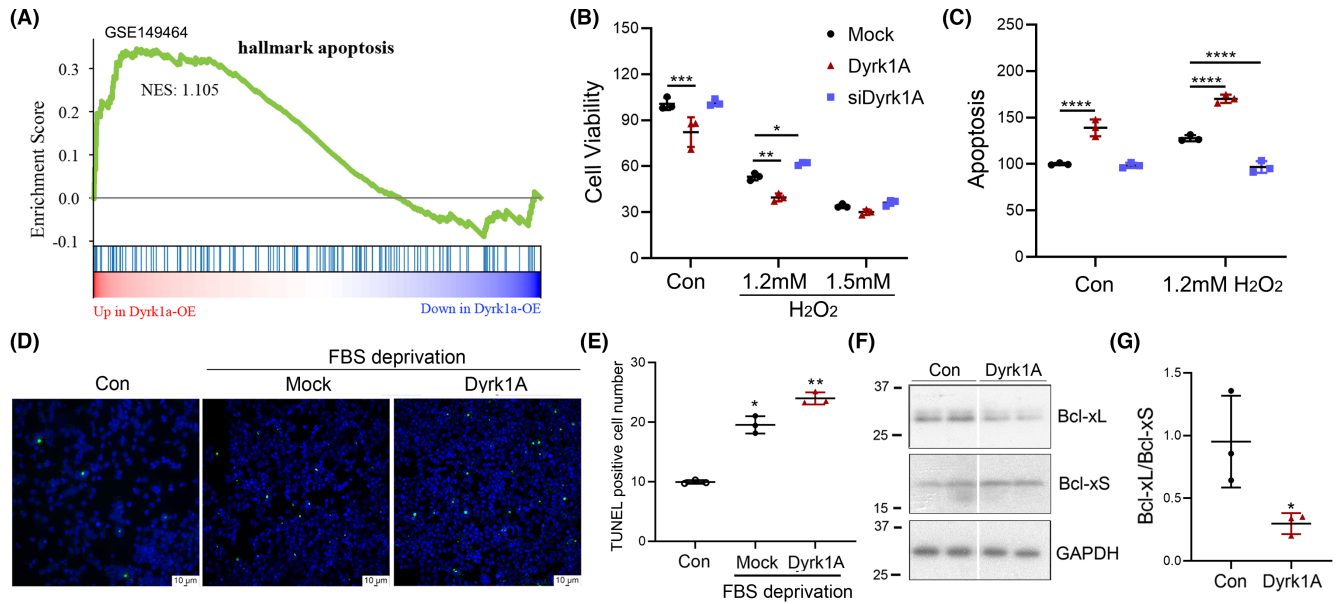 (A)
GSE149464
hallmark apoptosis
NES: 1.105
Enrichment Score
0.3
0.2
0.1
0.0
-0.1
Up in Dyrk1a-OE
Down in Dyrk1a-OE
(B)
Cell Viability
150
120
90
60
30
0
***
*
**
Mock
Dyrk1A
siDyrk1A
Con
1.2mM
1.5mM
H2O2
(C)
Apoptosis
250
200
150
100
50
0
****
****
****
Con
1.2mM H2O2
(D)
FBS deprivation
Con
Mock
Dyrk1A
10 μm
10 μm
10 μm
(E)
TUNEL positive cell number
30
20
10
0
*
**
Con
Mock
Dyrk1A
FBS deprivation
(F)
Con
Dyrk1A
37
25
Bcl-xL
15
Bcl-xS
37
25
GAPDH
(G)
Bcl-xL/Bcl-xS
1.5
1.0
0.5
0.0
*
Con
Dyrk1A